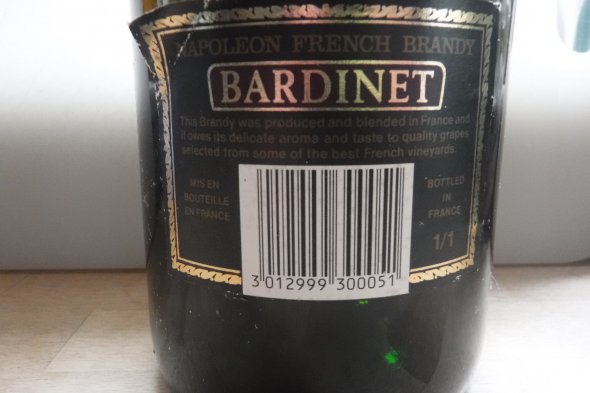 NAPOLEON FRENCH BRANDY
BARDINET
This Brandy was produced and blended in France and
it owes its delicate aroma and taste to quality grapes
selected from some of the best French vineyards.
MIS EN
BOUTEILLE
EN FRANCE
BOTTLED
IN
FRANCE
1/1
3 012999 300051